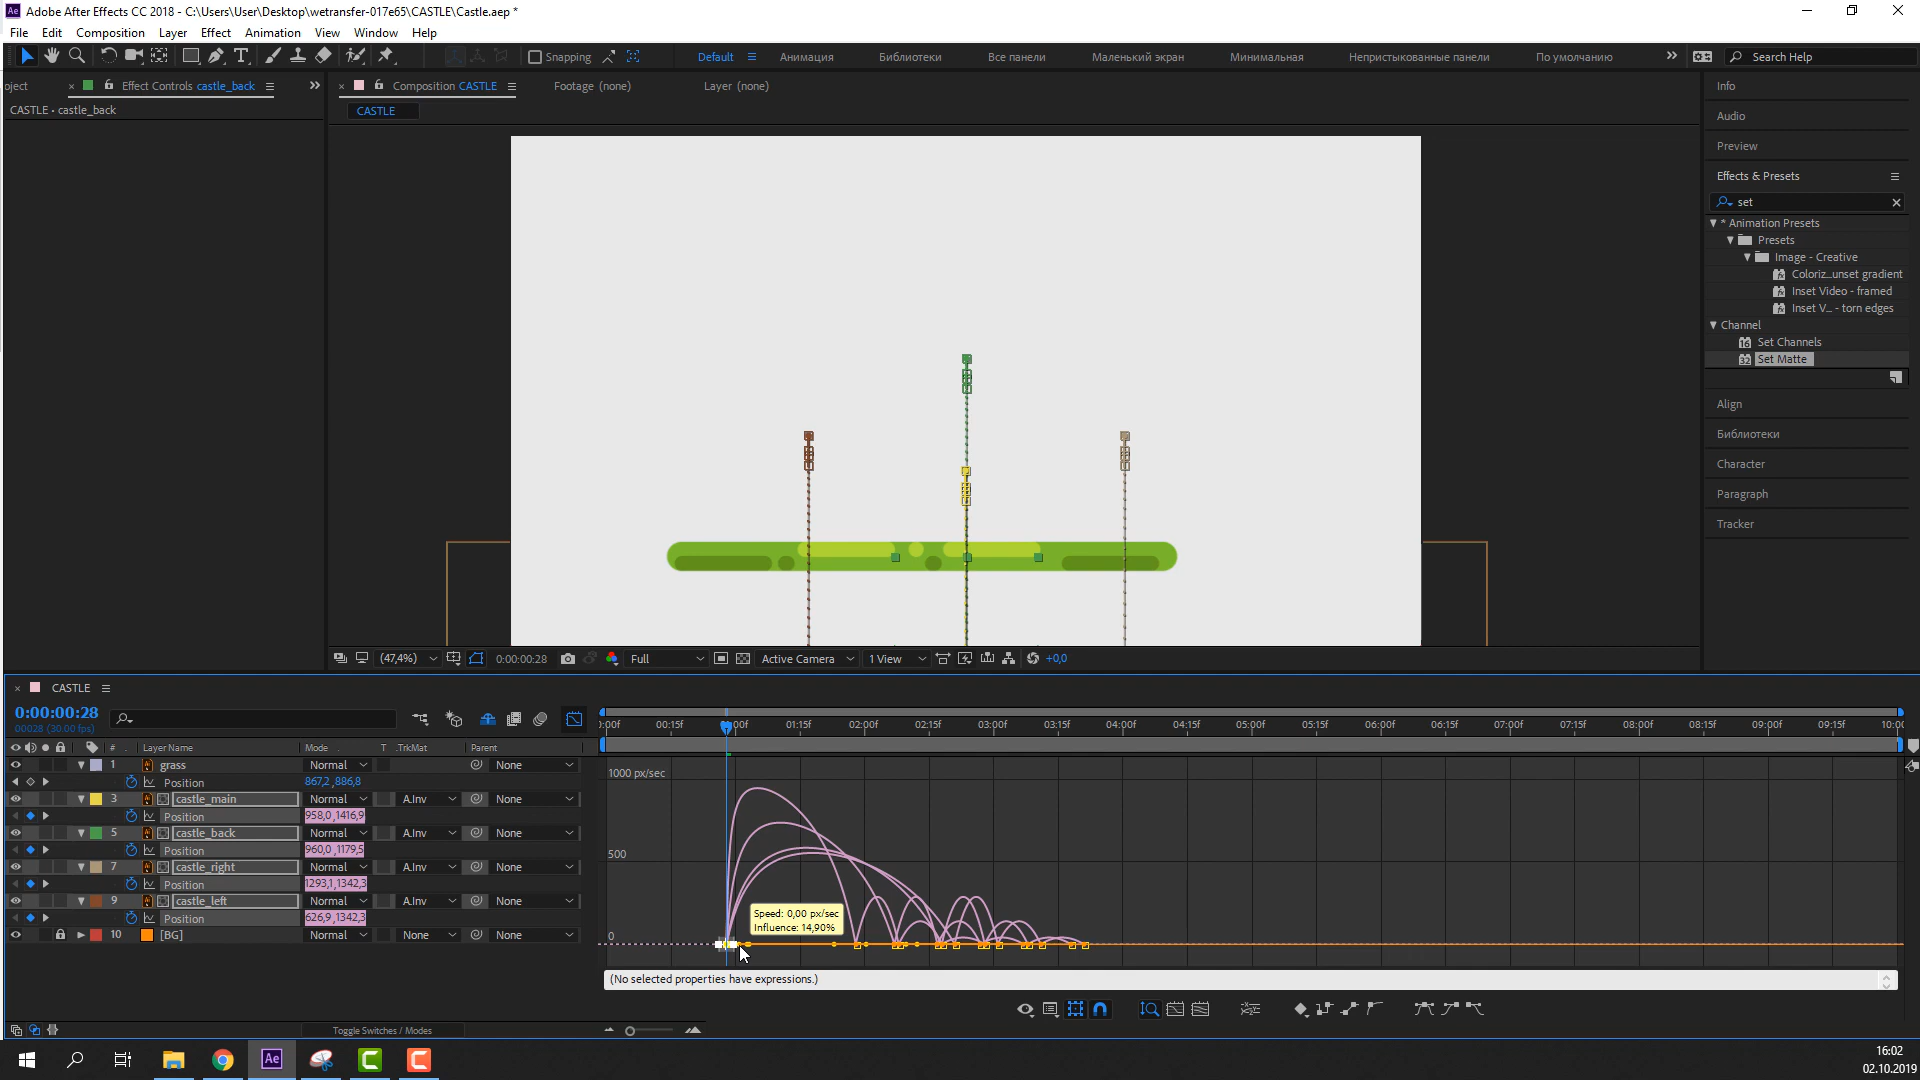 Adobe After Effects CC 2018 - C:\Users\User\Desktop\wetransfer-017e65\CASTLE\Castle.aep *
File Edit Composition Layer Effect Animation View Window Help
Snapping
Default Анимация Библиотеки Все панели Маленький экран Минимальная Непристыкованные панели По умолчанию
Search Help
oject
Effect Controls castle_back
CASTLE • castle_back
Composition CASTLE
Footage (none)
Layer (none)
CASTLE
Info
Audio
Preview
Effects & Presets
set
* Animation Presets
Presets
Image - Creative
Coloriz...unset gradient
Inset Video - framed
Inset V... - torn edges
Channel
Set Channels
Set Matte
Align
Библиотеки
Character
Paragraph
Tracker
(47,4%) 0:00:00:28 Full Active Camera 1 View +0,0
CASTLE
0:00:00:28
00028 (30.00 fps)
# Layer Name Mode T .TrkMat Parent
1 grass Normal None
Position 867,2 ,886,8
3 castle_main Normal A.Inv None
Position 958,0 ,1416,9
5 castle_back Normal A.Inv None
Position 960,0 ,1179,5
7 castle_right Normal A.Inv None
Position 1293,1 ,1342,3
9 castle_left Normal A.Inv None
Position 626,9 ,1342,3
10 [BG] Normal None None
:00f 00:15f 00f 01:15f 02:00f 02:15f 03:00f 03:15f 04:00f 04:15f 05:00f 05:15f 06:00f 06:15f 07:00f 07:15f 08:00f 08:15f 09:00f 09:15f 10:0
1000 px/sec
500
0
Speed: 0,00 px/sec
Influence: 14,90%
(No selected properties have expressions.)
Toggle Switches / Modes
16:02
02.10.2019